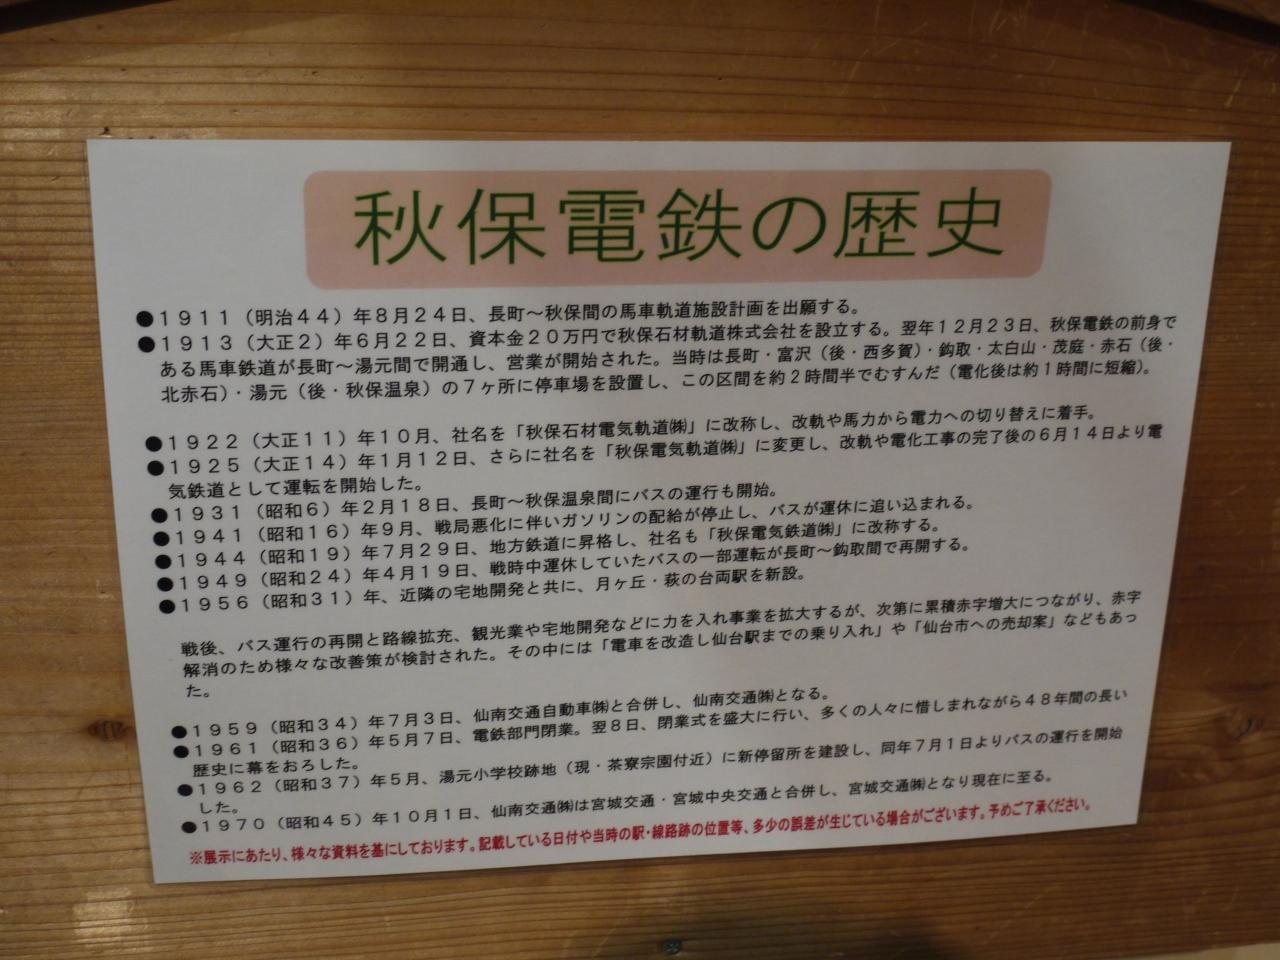 秋保電鉄の歴史
●１９１１（明治４４）年８月２４日、長町～秋保間の馬車軌道施設計画を出願する。
●１９１３（大正２）年６月２２日、資本金２０万円で秋保石材軌道株式会社を設立する。翌年１２月２３日、秋保電鉄の前身で
ある馬車鉄道が長町～湯元間で開通し、営業が開始された。当時は長町・富沢（後・西多賀）・鈎取・太白山・茂庭・赤石（後・
北赤石）・湯元（後・秋保温泉）の７ヶ所に停車場を設置し、この区間を約２時間半でむすんだ（電化後は約１時間に短縮）。
●１９２２（大正１１）年１０月、社名を「秋保石材電気軌道㈱」に改称し、改軌や馬力から電力への切り替えに着手。
●１９２５（大正１４）年１月１２日、さらに社名を「秋保電気軌道㈱」に変更し、改軌や電化工事の完了後の６月１４日より電
気鉄道として運転を開始した。
●１９３１（昭和６）年２月１８日、長町～秋保温泉間にバスの運行も開始。
●１９４１（昭和１６）年９月、戦局悪化に伴いガソリンの配給が停止し、バスが運休に追い込まれる。
●１９４４（昭和１９）年７月２９日、地方鉄道に昇格し、社名も「秋保電気鉄道㈱」に改称する。
●１９４９（昭和２４）年４月１９日、戦時中運休していたバスの一部運転が長町～鈎取間で再開する。
●１９５６（昭和３１）年、近隣の宅地開発と共に、月ヶ丘・萩の台両駅を新設。
戦後、バス運行の再開と路線拡充、観光業や宅地開発などに力を入れ事業を拡大するが、次第に累積赤字増大につながり、赤字
解消のため様々な改善策が検討された。その中には「電車を改造し仙台駅までの乗り入れ」や「仙台市への売却案」などもあっ
た。
●１９５９（昭和３４）年７月３日、仙南交通自動車㈱と合併し、仙南交通㈱となる。
●１９６１（昭和３６）年５月７日、電鉄部門閉業。翌８日、閉業式を盛大に行い、多くの人々に惜しまれながら４８年間の長い
歴史に幕をおろした。
●１９６２（昭和３７）年５月、湯元小学校跡地（現・茶寮宗園付近）に新停留所を建設し、同年７月１日よりバスの運行を開始
した。
●１９７０（昭和４５）年１０月１日、仙南交通㈱は宮城交通・宮城中央交通と合併し、宮城交通㈱となり現在に至る。
※展示にあたり、様々な資料を基にしております。記載している日付や当時の駅・線路跡の位置等、多少の誤差が生じている場合がございます。予めご了承ください。